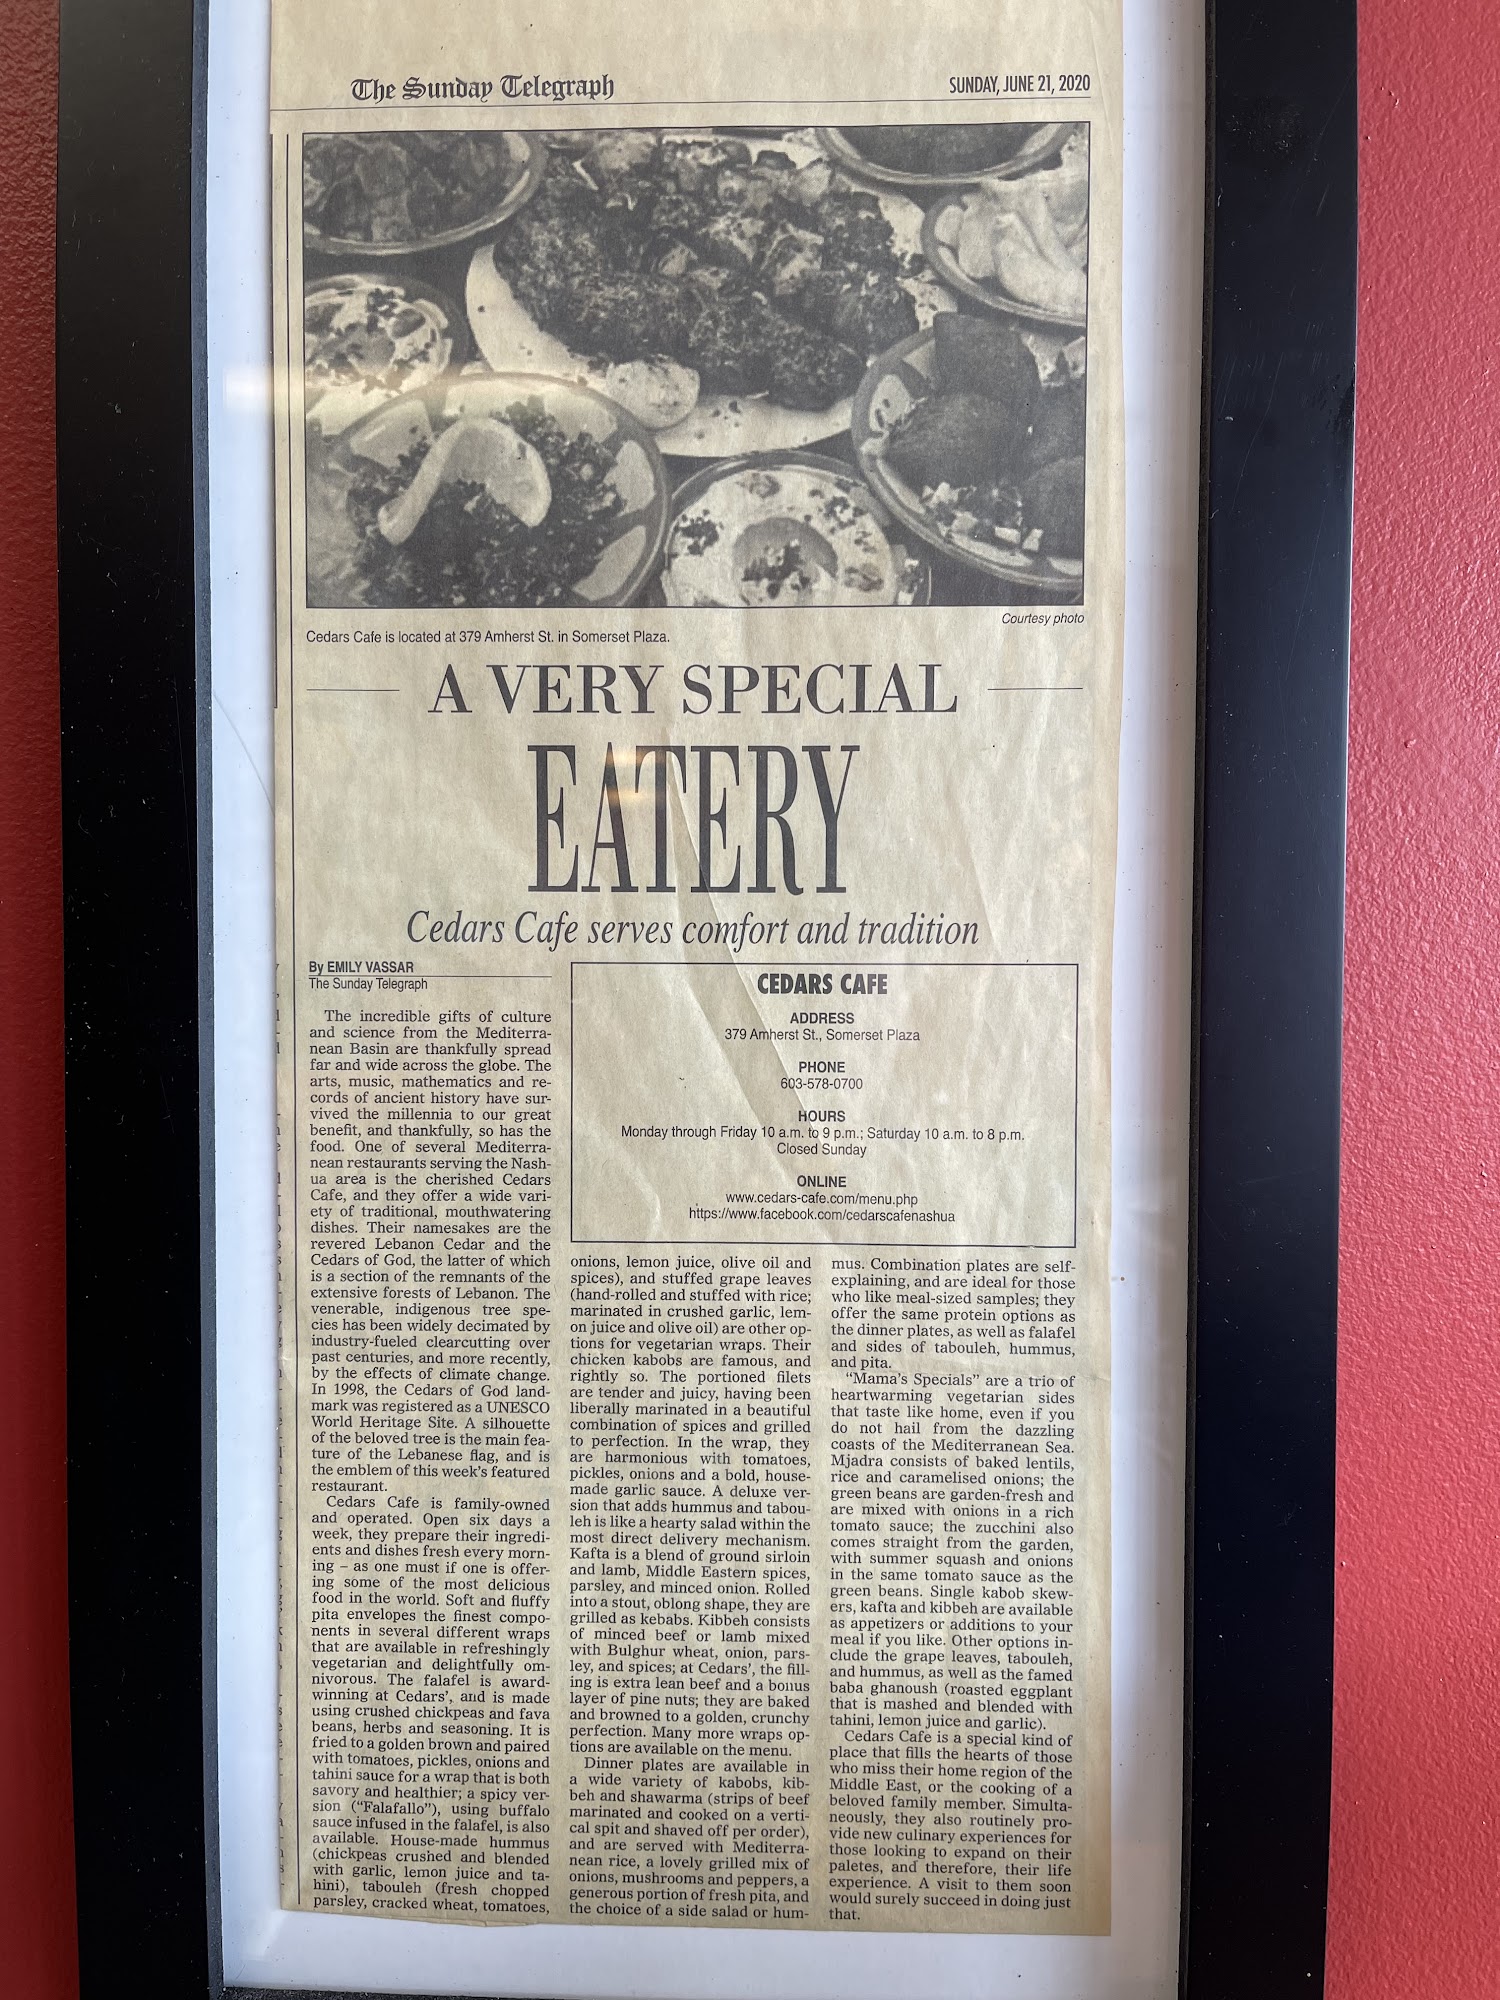 The Sunday Telegraph
SUNDAY, JUNE 21, 2020
Courtesy photo
Cedars Cafe is located at 379 Amherst St. in Somerset Plaza.
A VERY SPECIAL
EATERY
Cedars Cafe serves comfort and tradition
By EMILY VASSAR
The Sunday Telegraph
The incredible gifts of culture
and science from the Mediterra-
nean Basin are thankfully spread
far and wide across the globe. The
arts, music, mathematics and re-
cords of ancient history have sur-
vived the millennia to our great
benefit, and thankfully, so has the
food. One of several Mediterra-
nean restaurants serving the Nash-
ua area is the cherished Cedars
Cafe, and they offer a wide vari-
ety of traditional, mouthwatering
dishes. Their namesakes are the
revered Lebanon Cedar and the
Cedars of God, the latter of which
is a section of the remnants of the
extensive forests of Lebanon. The
venerable, indigenous tree spe-
cies has been widely decimated by
industry-fueled clearcutting over
past centuries, and more recently,
by the effects of climate change.
In 1998, the Cedars of God land-
mark was registered as a UNESCO
World Heritage Site. A silhouette
of the beloved tree is the main fea-
ture of the Lebanese flag, and is
the emblem of this week's featured
restaurant.
Cedars Cafe is family-owned
and operated. Open six days a
week, they prepare their ingredi-
ents and dishes fresh every morn-
ing – as one must if one is offer-
ing some of the most delicious
food in the world. Soft and fluffy
pita envelopes the finest compo-
nents in several different wraps
that are available in refreshingly
vegetarian and delightfully om-
nivorous. The falafel is award-
winning at Cedars', and is made
using crushed chickpeas and fava
beans, herbs and seasoning. It is
fried to a golden brown and paired
with tomatoes, pickles, onions and
tahini sauce for a wrap that is both
savory and healthier; a spicy ver-
sion ("Falafallo"), using buffalo
sauce infused in the falafel, is also
available. House-made hummus
(chickpeas crushed and blended
with garlic, lemon juice and ta-
hini), tabouleh (fresh chopped
parsley, cracked wheat, tomatoes,
CEDARS CAFE
ADDRESS
379 Amherst St., Somerset Plaza
PHONE
603-578-0700
HOURS
Monday through Friday 10 a.m. to 9 p.m.; Saturday 10 a.m. to 8 p.m.
Closed Sunday
ONLINE
www.cedars-cafe.com/menu.php
https://www.facebook.com/cedarscafenashua
onions, lemon juice, olive oil and
spices), and stuffed grape leaves
(hand-rolled and stuffed with rice;
marinated in crushed garlic, lem-
on juice and olive oil) are other op-
tions for vegetarian wraps. Their
chicken kabobs are famous, and
rightly so. The portioned filets
are tender and juicy, having been
liberally marinated in a beautiful
combination of spices and grilled
to perfection. In the wrap, they
are harmonious with tomatoes,
pickles, onions and a bold, house-
made garlic sauce. A deluxe ver-
sion that adds hummus and tabou-
leh is like a hearty salad within the
most direct delivery mechanism.
Kafta is a blend of ground sirloin
and lamb, Middle Eastern spices,
parsley, and minced onion. Rolled
into a stout, oblong shape, they are
grilled as kebabs. Kibbeh consists
of minced beef or lamb mixed
with Bulghur wheat, onion, pars-
ley, and spices; at Cedars', the fill-
ing is extra lean beef and a bonus
layer of pine nuts; they are baked
and browned to a golden, crunchy
perfection. Many more wraps op-
tions are available on the menu.
Dinner plates are available in
a wide variety of kabobs, kib-
beh and shawarma (strips of beef
marinated and cooked on a verti-
cal spit and shaved off per order),
and are served with Mediterra-
nean rice, a lovely grilled mix of
onions, mushrooms and peppers, a
generous portion of fresh pita, and
the choice of a side salad or hum-
mus. Combination plates are self-
explaining, and are ideal for those
who like meal-sized samples; they
offer the same protein options as
the dinner plates, as well as falafel
and sides of tabouleh, hummus,
and pita.
"Mama's Specials" are a trio of
heartwarming vegetarian sides
that taste like home, even if you
do not hail from the dazzling
coasts of the Mediterranean Sea.
Mjadra consists of baked lentils,
rice and caramelised onions; the
green beans are garden-fresh and
are mixed with onions in a rich
tomato sauce; the zucchini also
comes straight from the garden,
with summer squash and onions
in the same tomato sauce as the
green beans. Single kabob skew-
ers, kafta and kibbeh are available
as appetizers or additions to your
meal if you like. Other options in-
clude the grape leaves, tabouleh,
and hummus, as well as the famed
baba ghanoush (roasted eggplant
that is mashed and blended with
tahini, lemon juice and garlic).
Cedars Cafe is a special kind of
place that fills the hearts of those
who miss their home region of the
Middle East, or the cooking of a
beloved family member. Simulta-
neously, they also routinely pro-
vide new culinary experiences for
those looking to expand on their
paletes, and therefore, their life
experience. A visit to them soon
would surely succeed in doing just
that.